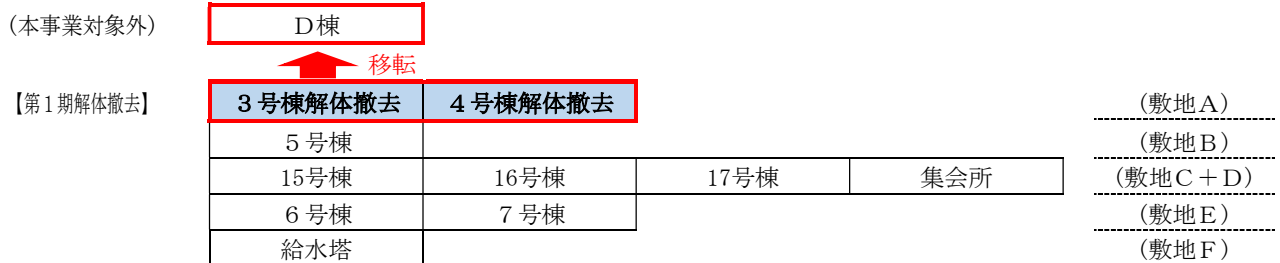 （本事業対象外） Ｄ棟
移転
【第１期解体撤去】 ３号棟解体撤去 ４号棟解体撤去 （敷地Ａ）
５号棟 （敷地Ｂ）
15号棟 16号棟 17号棟 集会所 （敷地Ｃ＋Ｄ）
６号棟 ７号棟 （敷地Ｅ）
給水塔 （敷地Ｆ）